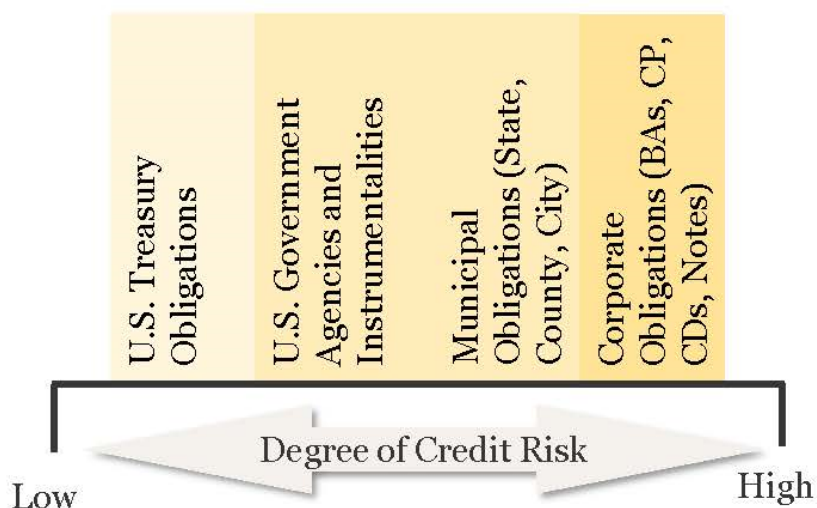 U.S. Treasury
Obligations
U.S. Government
Agencies and
Instrumentalities
Municipal
Obligations (State,
County, City)
Corporate
Obligations (BAs, CP,
CDs, Notes)
Degree of Credit Risk
Low
High